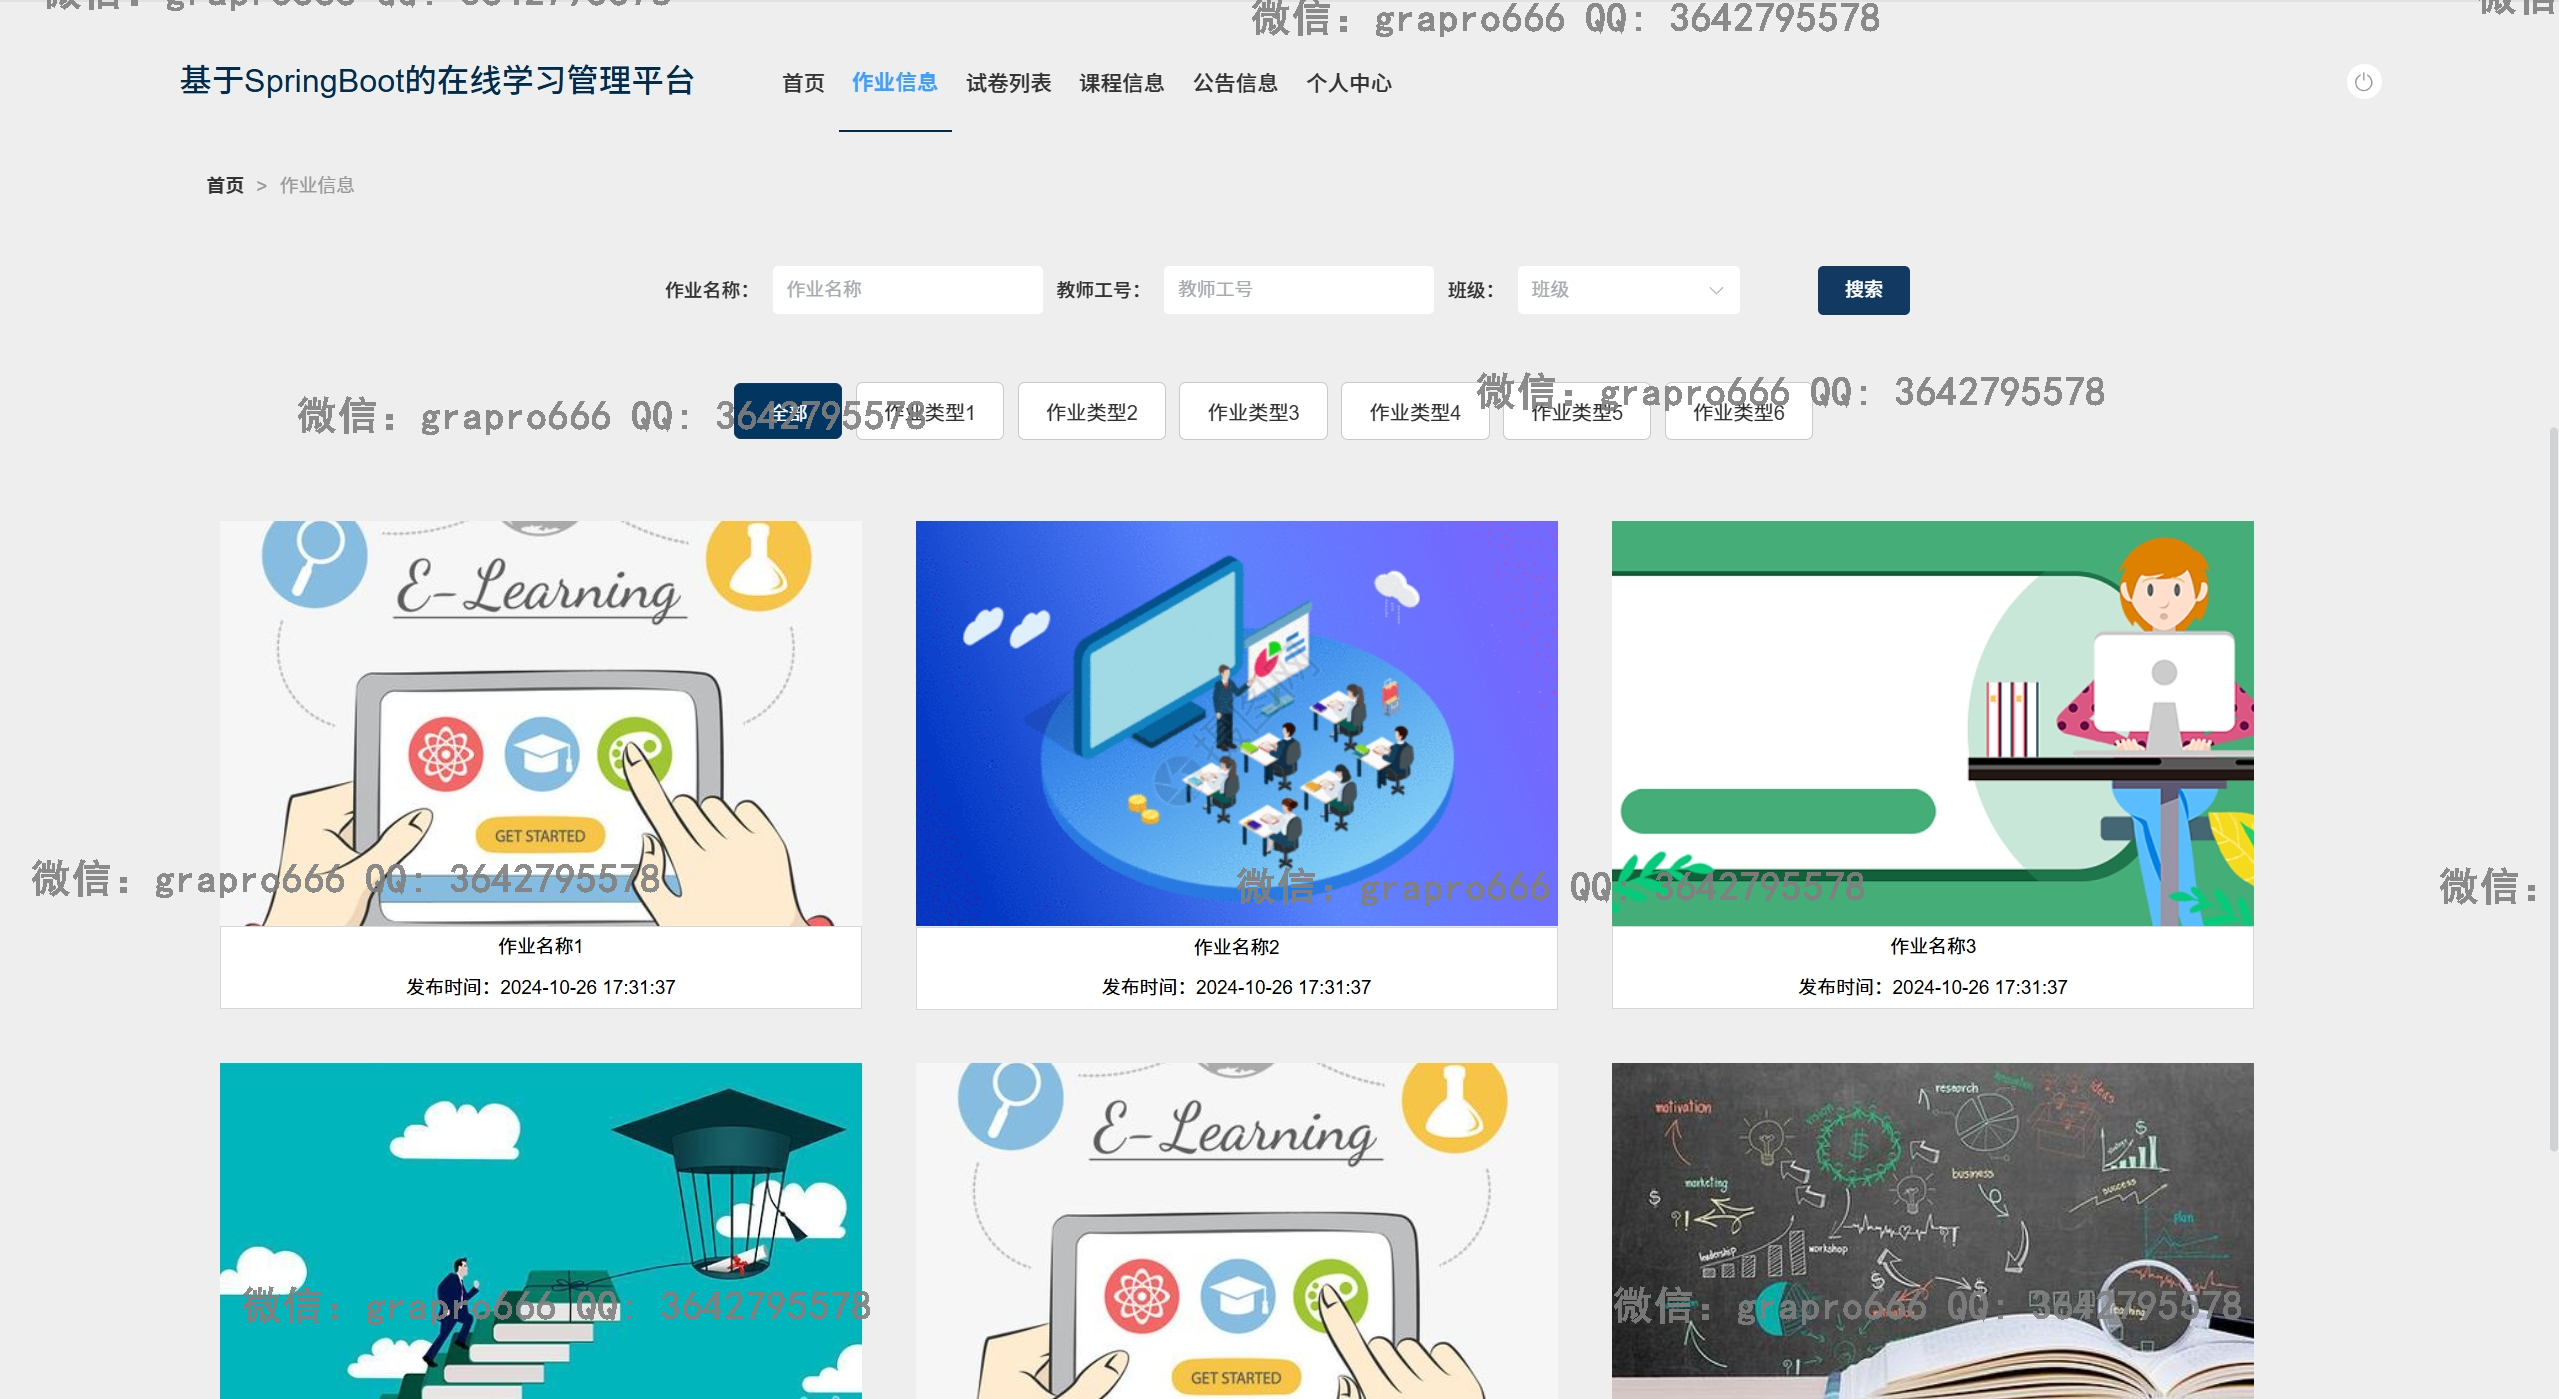 微信：grapro666 QQ: 3642795578
基于SpringBoot的在线学习管理平台
首页 作业信息 试卷列表 课程信息 公告信息 个人中心
首页 > 作业信息
作业名称： 作业名称 教师工号： 教师工号 班级： 班级 搜索
微信：grapro666 QQ: 3642795578
微信：grapro666 QQ: 3642795578
全部 作业类型1 作业类型2 作业类型3 作业类型4 作业类型5 作业类型6
E-Learning
GET STARTED
微信：grapro666 QQ: 3642795578
微信：grapro666 QQ: 3642795578
微信：
作业名称1
发布时间：2024-10-26 17:31:37
作业名称2
发布时间：2024-10-26 17:31:37
作业名称3
发布时间：2024-10-26 17:31:37
E-Learning
GET STARTED
motivation
research
ideas
marketing
business
success
plan
leadership
workshop
微信：grapro666 QQ: 3642795578
微信：grapro666 QQ: 3642795578